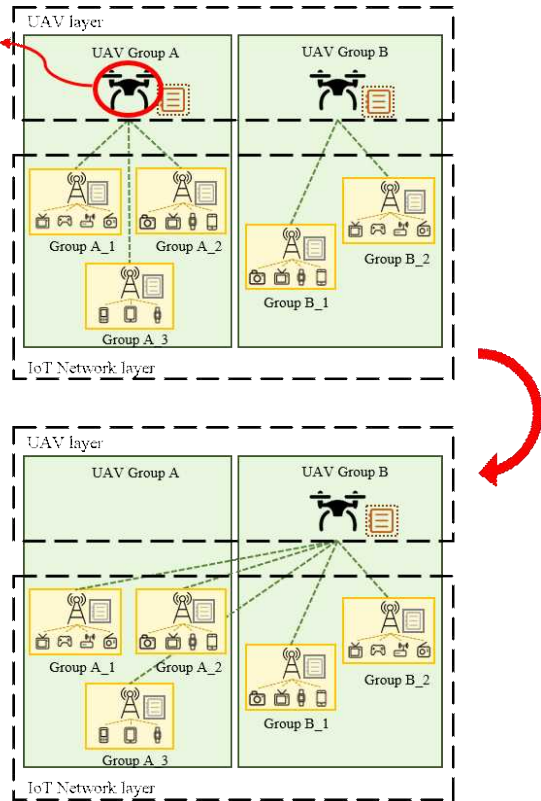 UAV layer
UAV Group A
UAV Group B
Group A_1
Group A_2
Group B_2
Group B_1
Group A_3
IoT Network layer
UAV layer
UAV Group A
UAV Group B
Group A_1
Group A_2
Group B_2
Group B_1
Group A_3
IoT Network layer